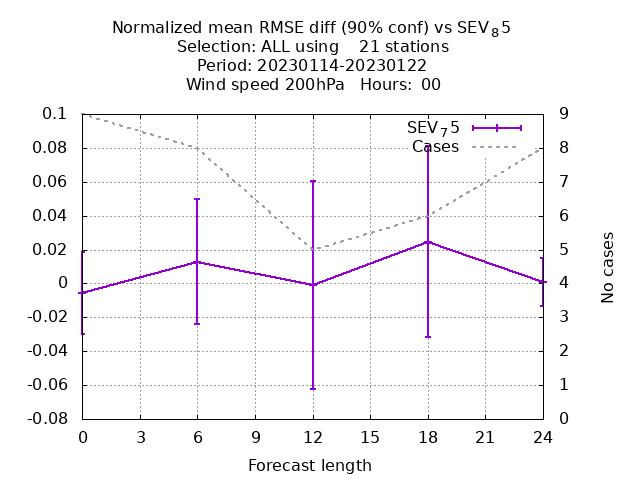 Normalized mean RMSE diff (90% conf) vs SEV₈5
Selection: ALL using    21 stations
Period: 20230114-20230122
Wind speed 200hPa   Hours:  00
0.1
0.08
0.06
0.04
0.02
0
-0.02
-0.04
-0.06
-0.08
SEV₇5
Cases
9
8
7
6
5
4
3
2
1
0
No cases
0 3 6 9 12 15 18 21 24
Forecast length